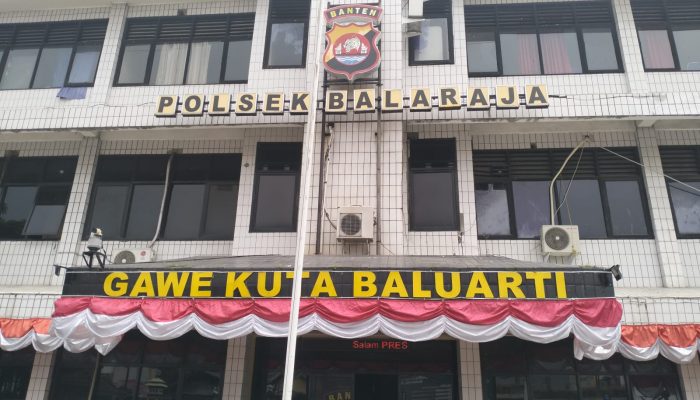 BANTEN
POLSEK BALARAJA
GAWE KUTA BALUARTI
Salam PRES